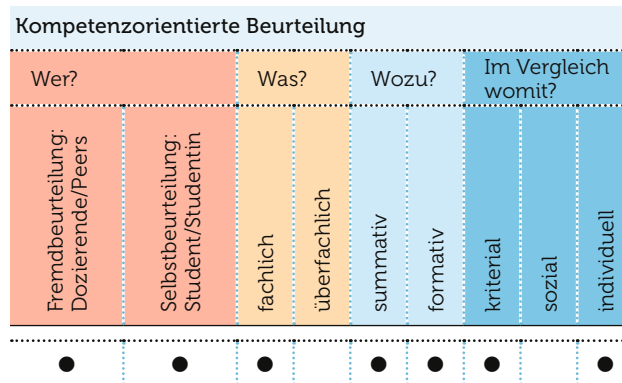 Kompetenzorientierte Beurteilung
Wer?
Was?
Wozu?
Im Vergleich
womit?
Fremdbeurteilung:
Dozierende/Peers
Selbstbeurteilung:
Student/Studentin
fachlich
überfachlich
summativ
formativ
kriterial
sozial
individuell